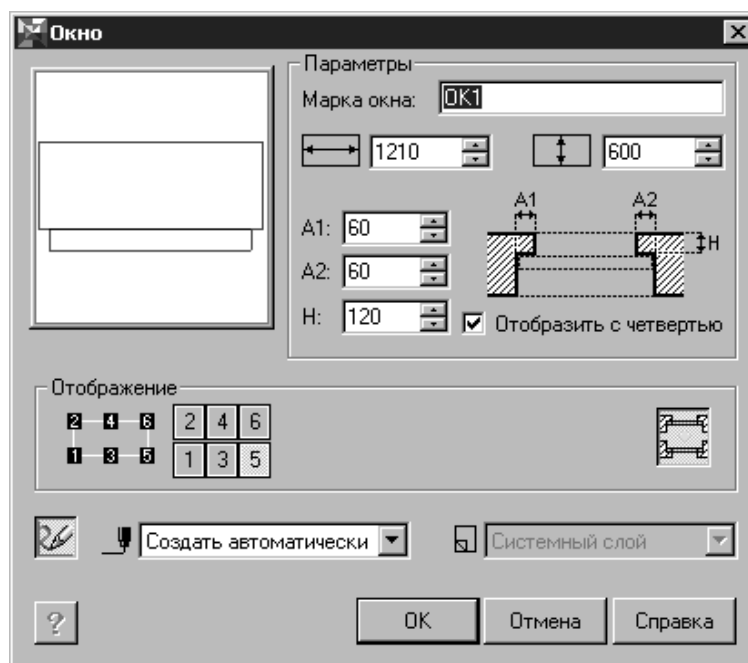 Окно
Параметры
Марка окна: ОК1
1210 600
A1: 60
A2: 60
H: 120
A1 A2
H
Отобразить с четвертью
Отображение
2 4 6 2 4 6
1 3 5 1 3 5
Создать автоматически Системный слой
? OK Отмена Справка